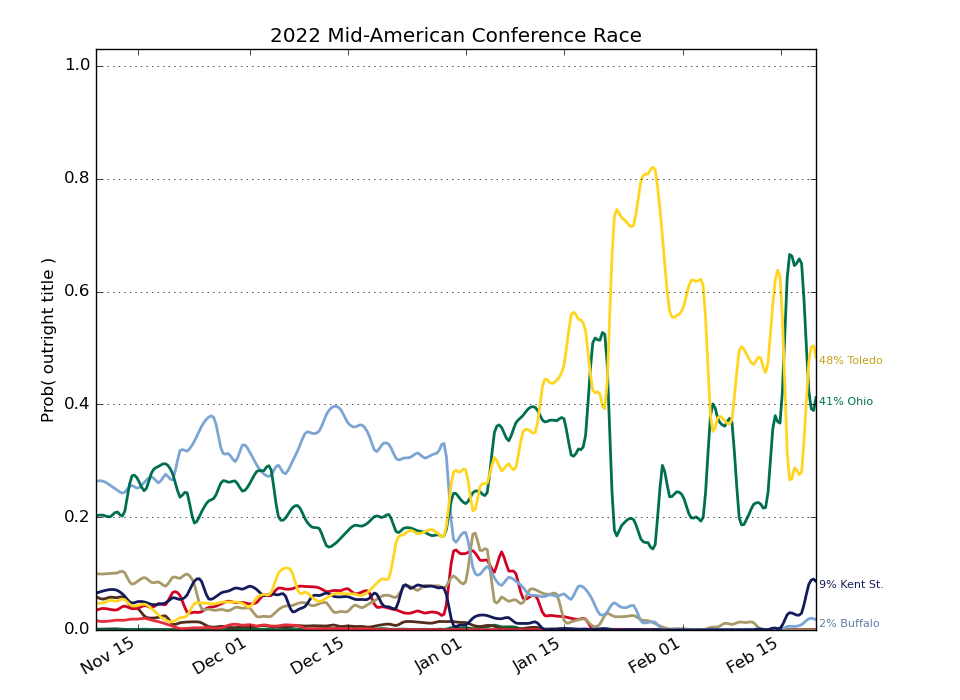 2022 Mid-American Conference Race
Prob( outright title )
1.0
0.8
0.6
0.4
0.2
0.0
48% Toledo
41% Ohio
9% Kent St.
2% Buffalo
Nov 15
Dec 01
Dec 15
Jan 01
Jan 15
Feb 01
Feb 15